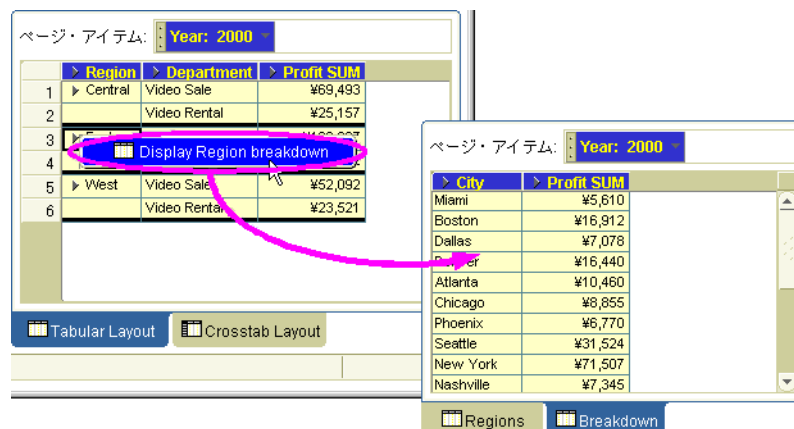 ページ・アイテム: Year: 2000
Region Department Profit SUM
1 Central Video Sale ¥69,493
2 Video Rental ¥25,157
3
4
Display Region breakdown
5 West Video Sale ¥52,092
6 Video Rental ¥23,521
Tabular Layout Crosstab Layout
ページ・アイテム: Year: 2000
City Profit SUM
Miami ¥5,610
Boston ¥16,912
Dallas ¥7,078
¥16,440
Atlanta ¥10,460
Chicago ¥8,855
Phoenix ¥6,770
Seattle ¥31,524
New York ¥71,507
Nashville ¥7,345
Regions Breakdown